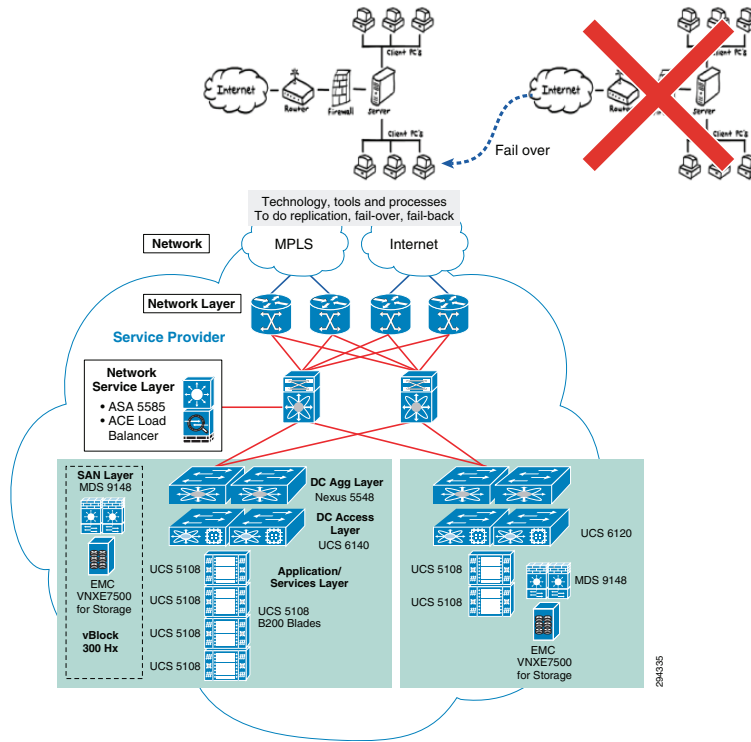 Client PC's
Internet
Router
Firewall
Server
Client PC's
Client PC's
Internet
Server
Client PC's
Fail over
Technology, tools and processes
To do replication, fail-over, fail-back
Network
MPLS
Internet
Network Layer
Service Provider
Network
Service Layer
• ASA 5585
• ACE Load
Balancer
SAN Layer
MDS 9148
EMC
VNXE7500
for Storage
vBlock
300 Hx
DC Agg Layer
Nexus 5548
DC Access
Layer
UCS 6140
UCS 5108
UCS 5108
UCS 5108
UCS 5108
Application/
Services Layer
UCS 5108
B200 Blades
UCS 6120
UCS 5108
UCS 5108
MDS 9148
EMC
VNXE7500
for Storage
294335